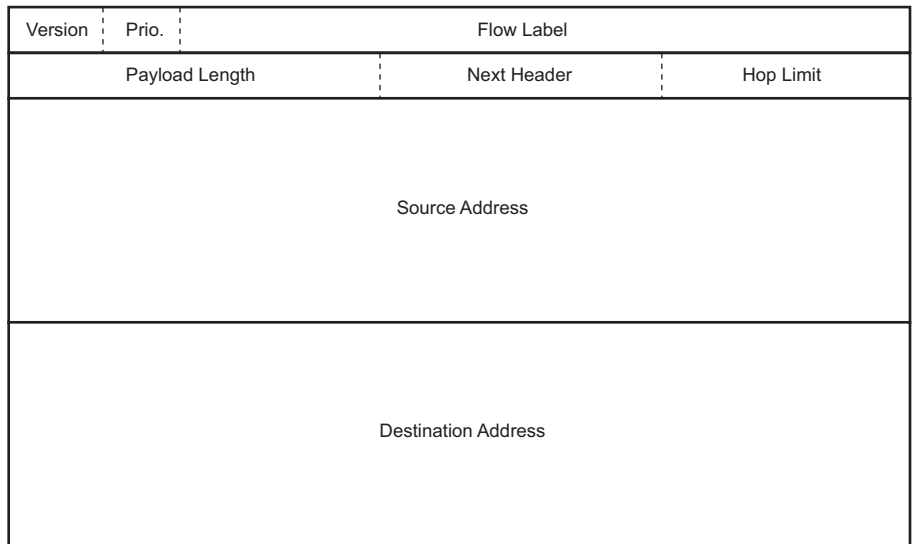 Version Prio. Flow Label
Payload Length Next Header Hop Limit
Source Address
Destination Address